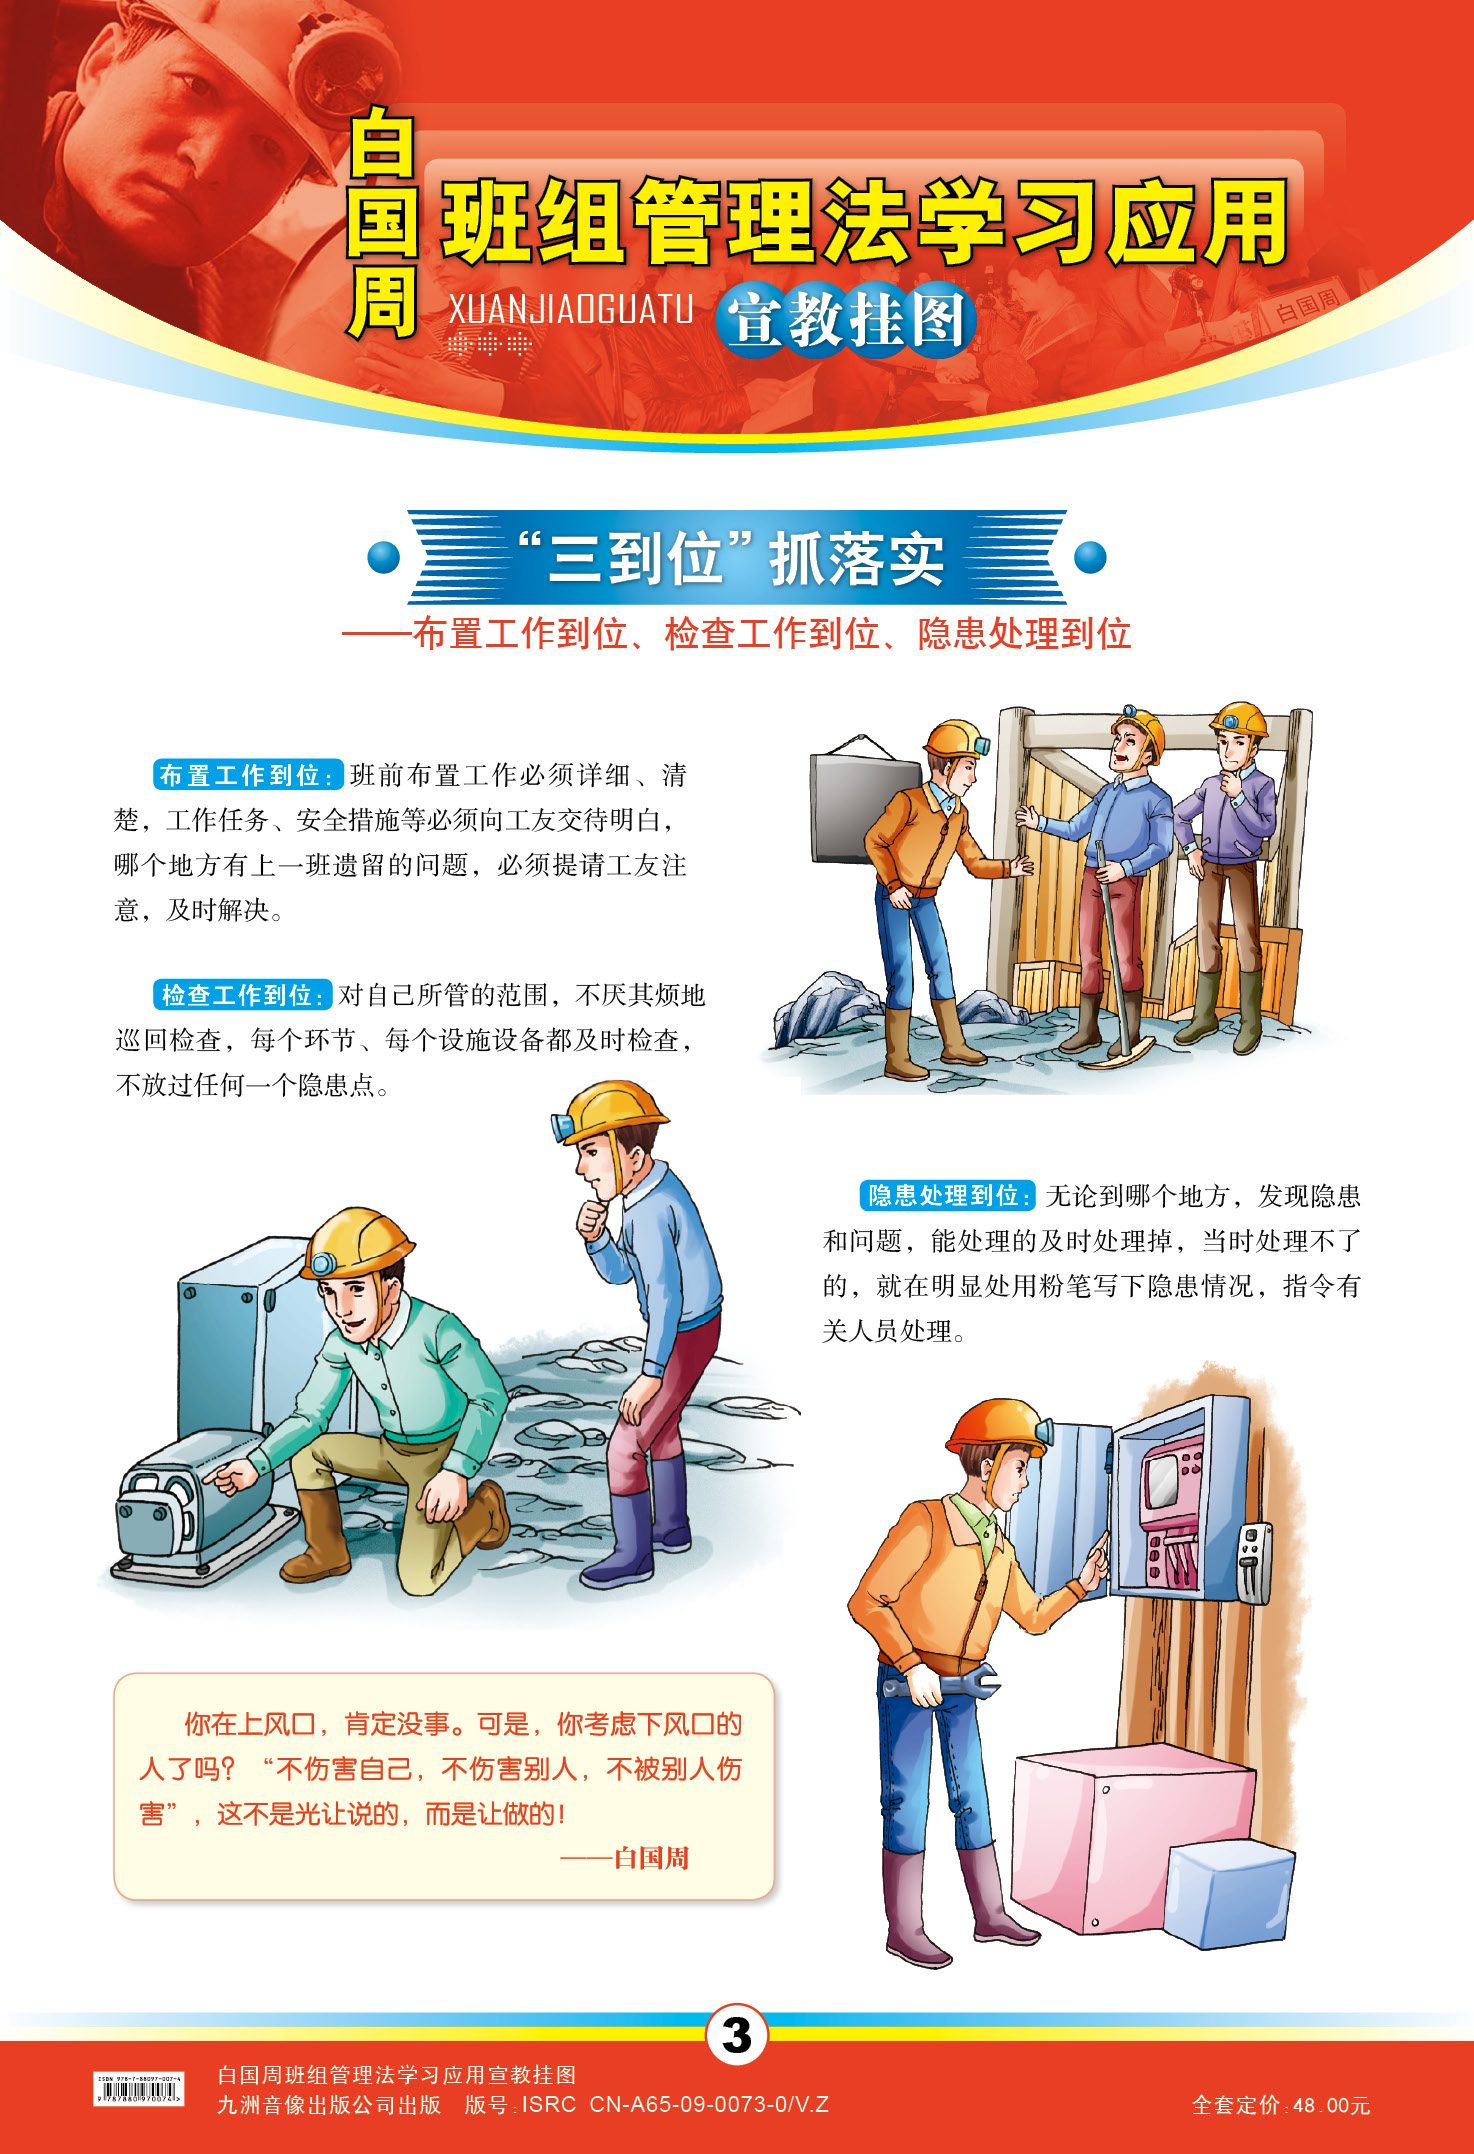 白国周
班组管理法学习应用
XUANJIAOGUATU 宣教挂图
白国周
“三到位”抓落实
——布置工作到位、检查工作到位、隐患处理到位
布置工作到位：班前布置工作必须详细、清
楚，工作任务、安全措施等必须向工友交待明白，
哪个地方有上一班遗留的问题，必须提请工友注
意，及时解决。
检查工作到位：对自己所管的范围，不厌其烦地
巡回检查，每个环节、每个设施设备都及时检查，
不放过任何一个隐患点。
隐患处理到位：无论到哪个地方，发现隐患
和问题，能处理的及时处理掉，当时处理不了
的，就在明显处用粉笔写下隐患情况，指令有
关人员处理。
你在上风口，肯定没事。可是，你考虑下风口的
人了吗？“不伤害自己，不伤害别人，不被别人伤
害”，这不是光让说的，而是让做的！
——白国周
3
ISBN 978-7-88097-007-4
9 787880 970074 >
白国周班组管理法学习应用宣教挂图
九洲音像出版公司出版 版号：ISRC CN-A65-09-0073-0/V.Z
全套定价：48.00元